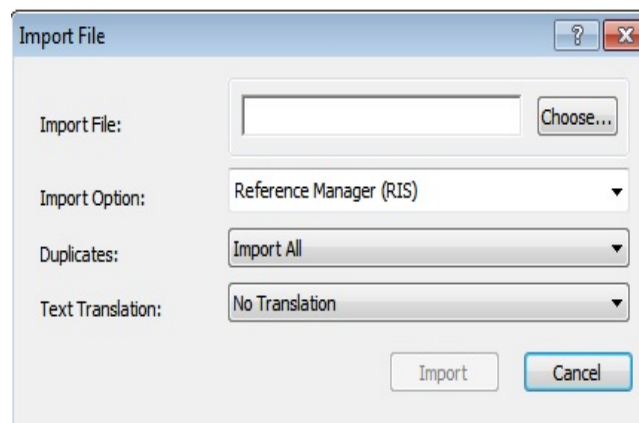 Import File
Import File:
Choose...
Import Option:
Reference Manager (RIS)
Duplicates:
Import All
Text Translation:
No Translation
Import
Cancel